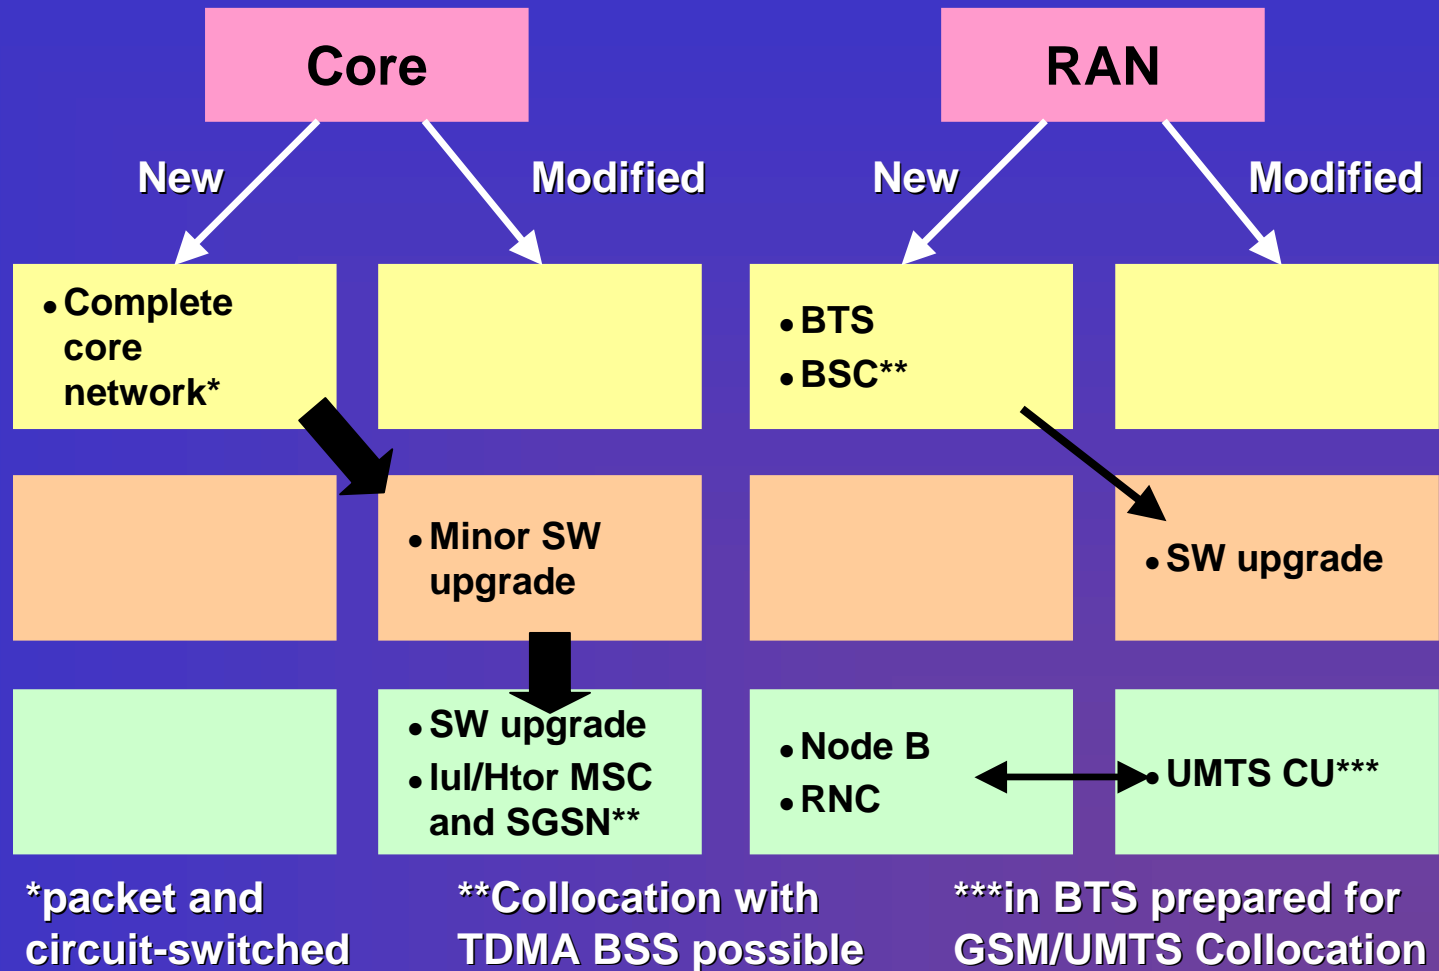 Core
RAN
New
Modified
New
Modified
• Complete
core
network*
• BTS
• BSC**
• Minor SW
upgrade
• SW upgrade
• SW upgrade
• Iul/Htor MSC
and SGSN**
• Node B
• RNC
• UMTS CU***
*packet and
circuit-switched
**Collocation with
TDMA BSS possible
***in BTS prepared for
GSM/UMTS Collocation